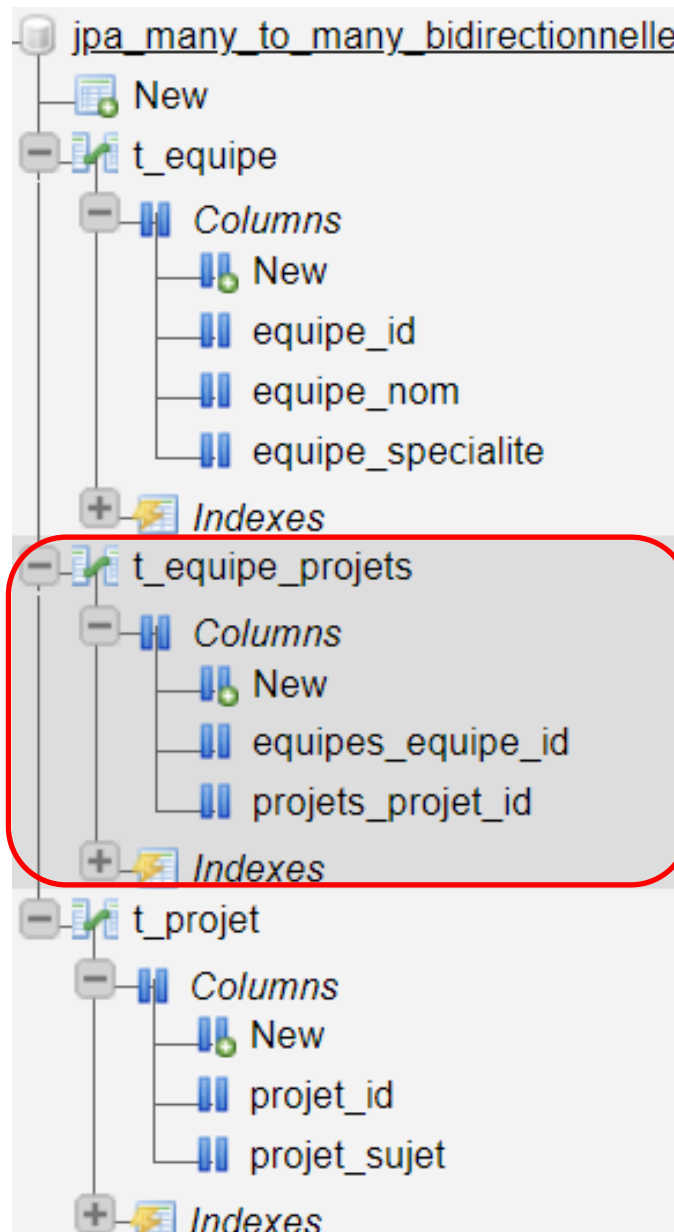 jpa_many_to_many_bidirectionnelle
New
t_equipe
Columns
New
equipe_id
equipe_nom
equipe_specialite
Indexes
t_equipe_projets
Columns
New
equipes_equipe_id
projets_projet_id
Indexes
t_projet
Columns
New
projet_id
projet_sujet
Indexes